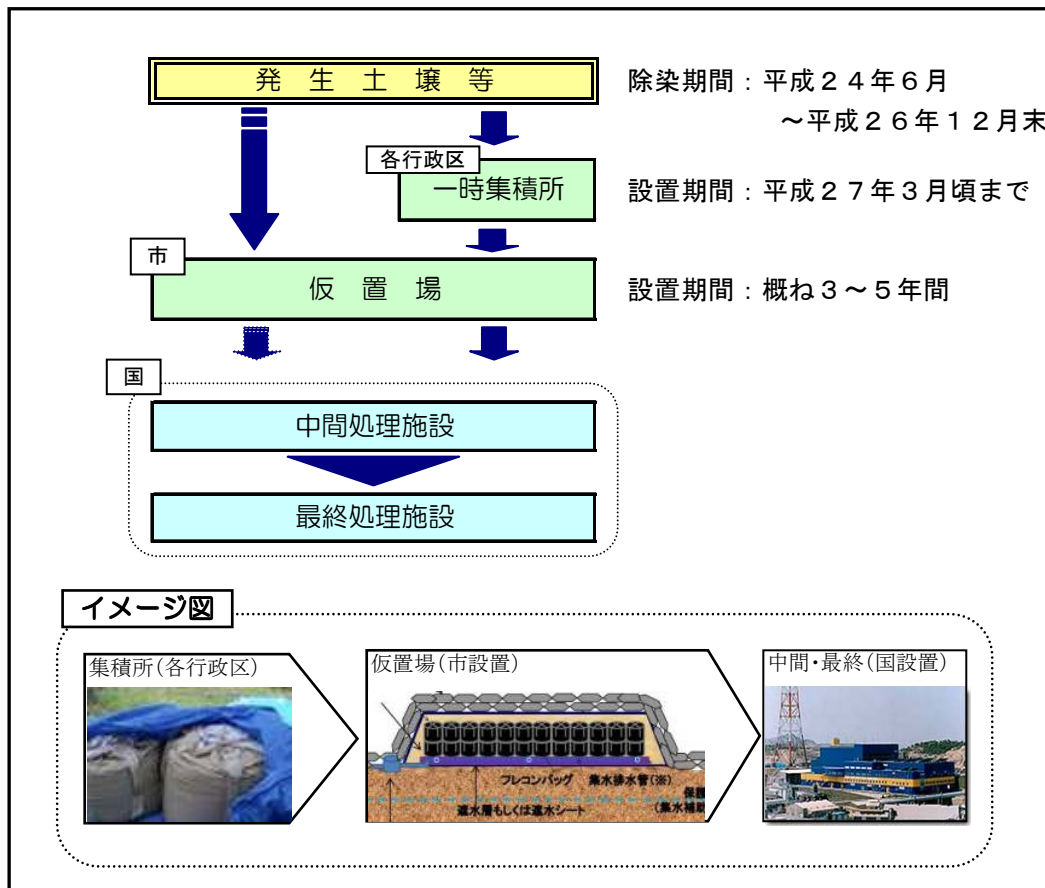 発生土壌等
除染期間：平成２４年６月
～平成２６年１２月末
各行政区
一時集積所
設置期間：平成２７年３月頃まで
市
仮置場
設置期間：概ね３～５年間
国
中間処理施設
最終処理施設
イメージ図
集積所(各行政区)
仮置場(市設置)
中間・最終(国設置)
フレコンバッグ
集水排水管(※)
遮水層もしくは遮水シート
(集水補助